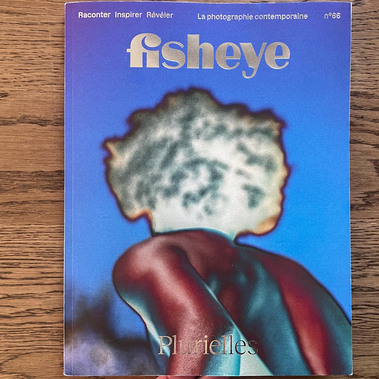 Raconter Inspirer Révéler La photographie contemporaine n°66
fisheye
Plurielles